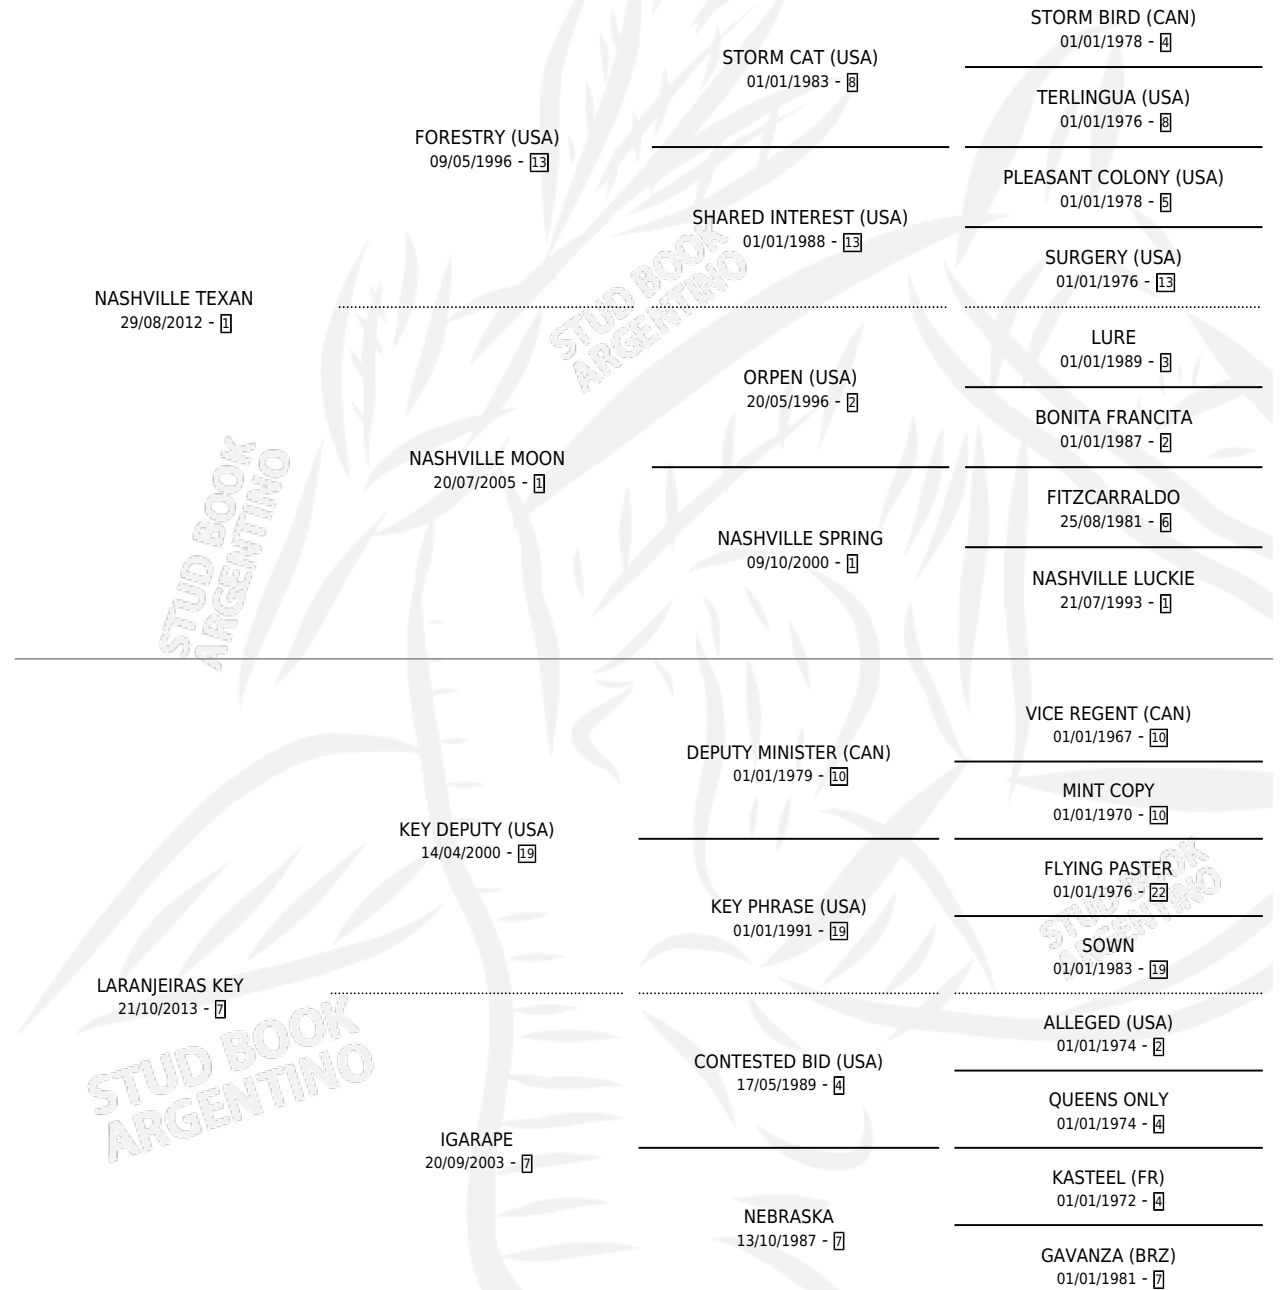 STORM BIRD (CAN)
01/01/1978 - 4
STORM CAT (USA)
01/01/1983 - 8
TERLINGUA (USA)
01/01/1976 - 8
FORESTRY (USA)
09/05/1996 - 13
PLEASANT COLONY (USA)
01/01/1978 - 5
SHARED INTEREST (USA)
01/01/1988 - 13
SURGERY (USA)
01/01/1976 - 13
NASHVILLE TEXAN
29/08/2012 - 1
LURE
01/01/1989 - 3
ORPEN (USA)
20/05/1996 - 2
BONITA FRANCITA
01/01/1987 - 2
NASHVILLE MOON
20/07/2005 - 1
FITZCARRALDO
25/08/1981 - 6
NASHVILLE SPRING
09/10/2000 - 1
NASHVILLE LUCKIE
21/07/1993 - 1
VICE REGENT (CAN)
01/01/1967 - 10
DEPUTY MINISTER (CAN)
01/01/1979 - 10
MINT COPY
01/01/1970 - 10
KEY DEPUTY (USA)
14/04/2000 - 19
FLYING PASTER
01/01/1976 - 22
KEY PHRASE (USA)
01/01/1991 - 19
SOWN
01/01/1983 - 19
LARANJEIRAS KEY
21/10/2013 - 7
ALLEGED (USA)
01/01/1974 - 2
CONTESTED BID (USA)
17/05/1989 - 4
QUEENS ONLY
01/01/1974 - 4
IGARAPE
20/09/2003 - 7
KASTEEL (FR)
01/01/1972 - 4
NEBRASKA
13/10/1987 - 7
GAVANZA (BRZ)
01/01/1981 - 7
STUD BOOK
ARGENTINO
STUD BOOK
ARGENTINO
STUD BOOK
ARGENTINO
STUD BOOK
ARGENTINO